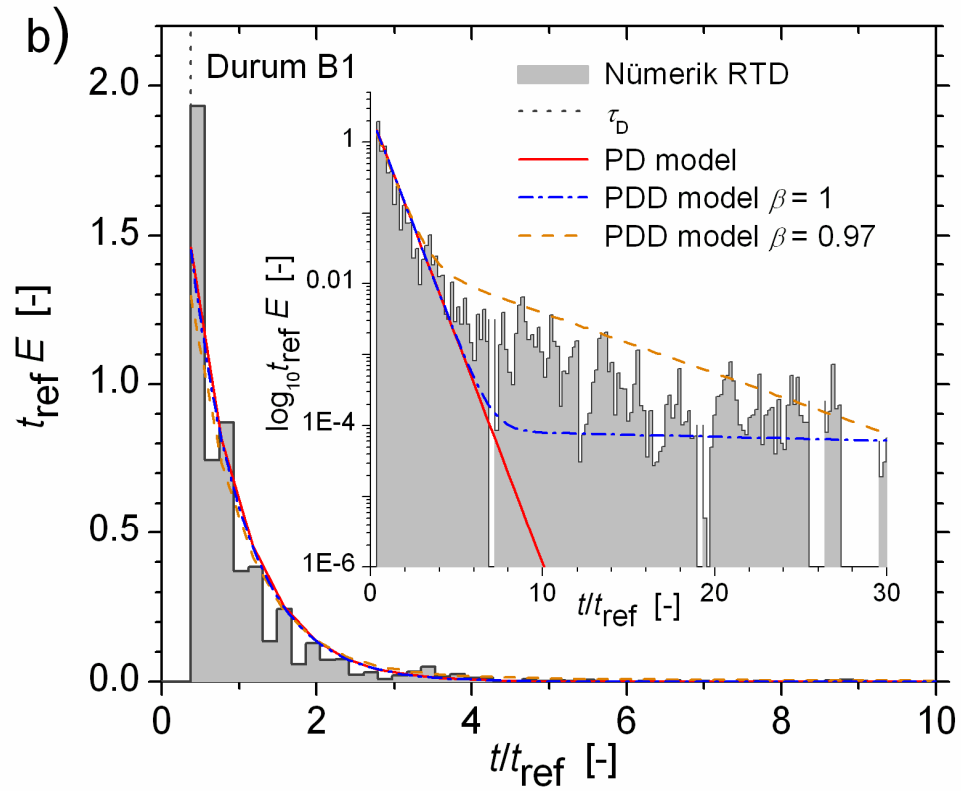 b)
Durum B1
Nümerik RTD
τD
PD model
PDD model β = 1
PDD model β = 0.97
tref E [-]
2.0
1.5
1.0
0.5
0.0
0
2
4
6
8
10
t/tref [-]
log10 tref E [-]
1
0.01
1E-4
1E-6
0
10
20
30
t/tref [-]